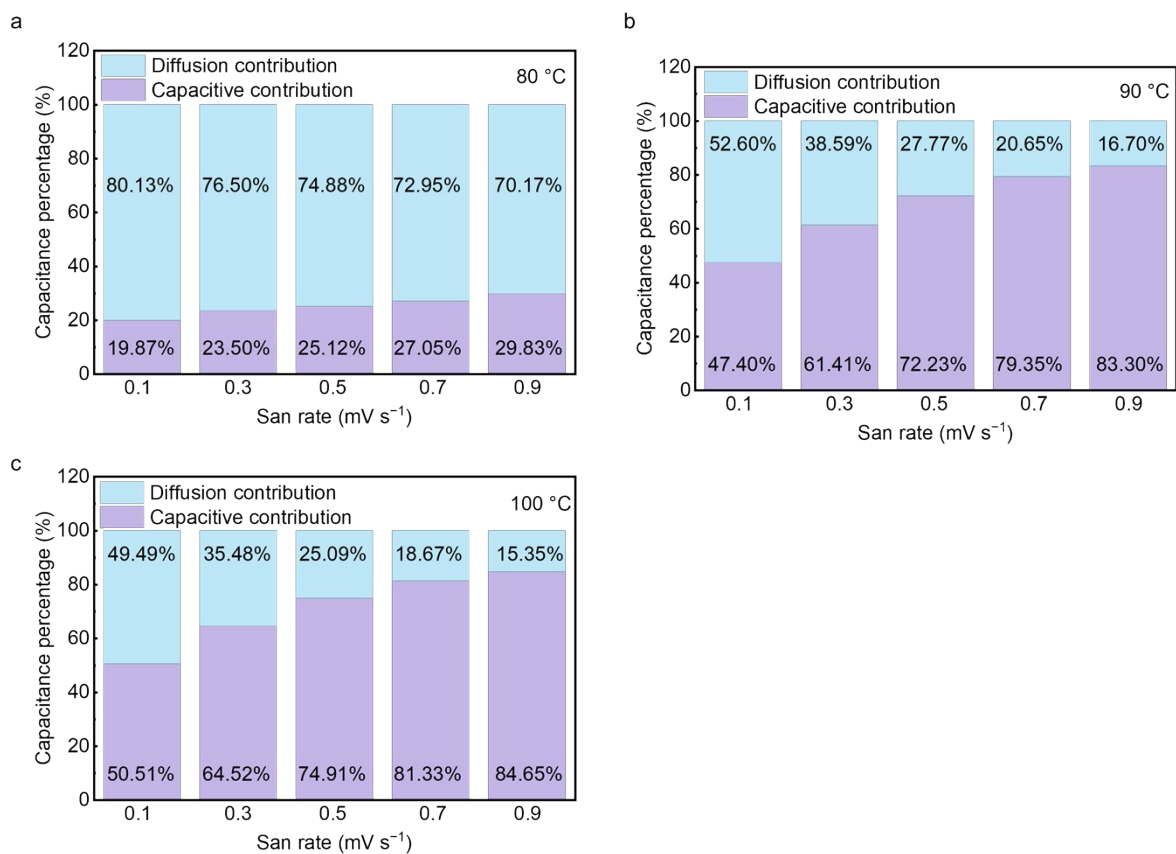 a
120
100
80
60
40
20
0
Capacitance percentage (%)
Diffusion contribution
Capacitive contribution
80 °C
80.13% 76.50% 74.88% 72.95% 70.17%
19.87% 23.50% 25.12% 27.05% 29.83%
0.1 0.3 0.5 0.7 0.9
San rate (mV s⁻¹)
b
120
100
80
60
40
20
0
Capacitance percentage (%)
Diffusion contribution
Capacitive contribution
90 °C
52.60% 38.59% 27.77% 20.65% 16.70%
47.40% 61.41% 72.23% 79.35% 83.30%
0.1 0.3 0.5 0.7 0.9
San rate (mV s⁻¹)
c
120
100
80
60
40
20
0
Capacitance percentage (%)
Diffusion contribution
Capacitive contribution
100 °C
49.49% 35.48% 25.09% 18.67% 15.35%
50.51% 64.52% 74.91% 81.33% 84.65%
0.1 0.3 0.5 0.7 0.9
San rate (mV s⁻¹)